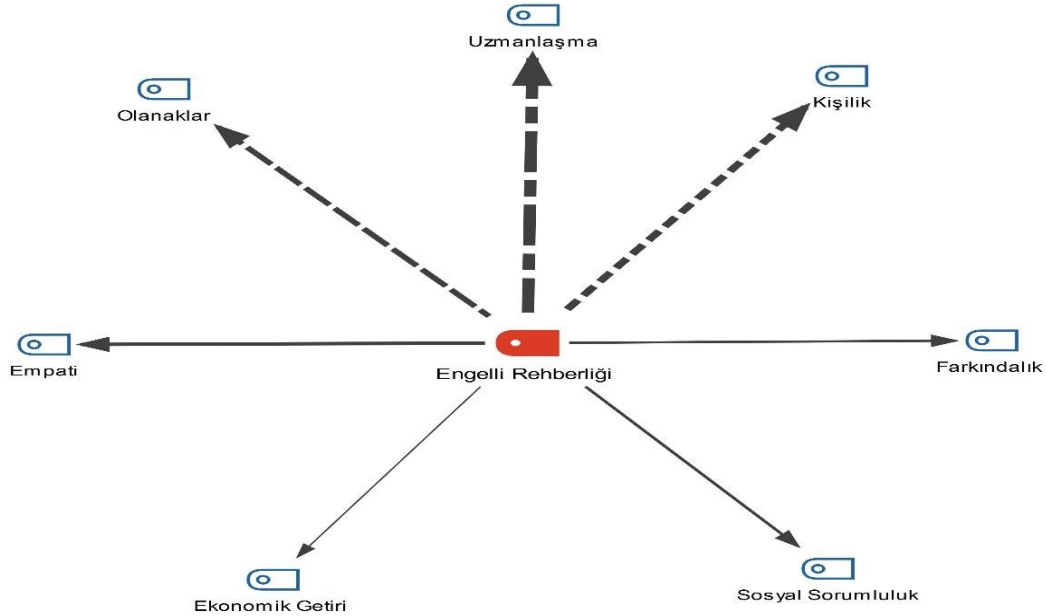 Uzmanlaşma
Olanaklar
Kişilik
Empati
Engelli Rehberliği
Farkındalık
Ekonomik Getiri
Sosyal Sorumluluk